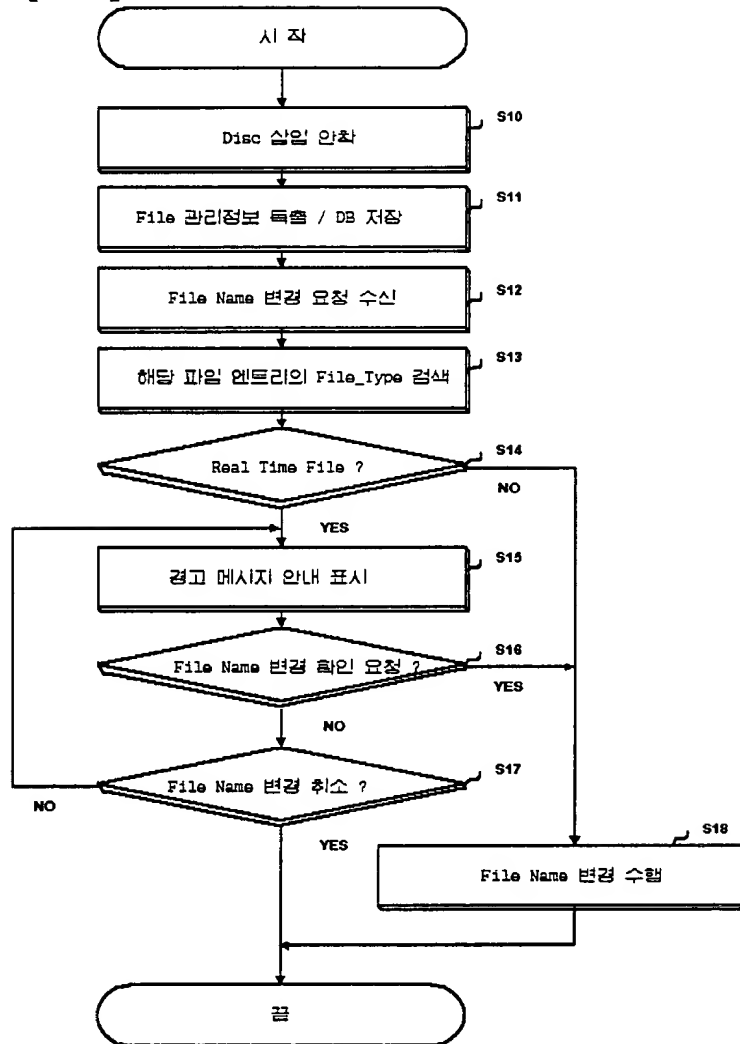 시 작
S10
Disc 삽입 안착
S11
File 관리정보 독출 / DB 저장
S12
File Name 변경 요청 수신
S13
해당 파일 엔트리의 File_Type 검색
S14
Real Time File ?
NO
YES
S15
경고 메시지 안내 표시
S16
File Name 변경 확인 요청 ?
YES
NO
S17
File Name 변경 취소 ?
NO
YES
S18
File Name 변경 수행
끝